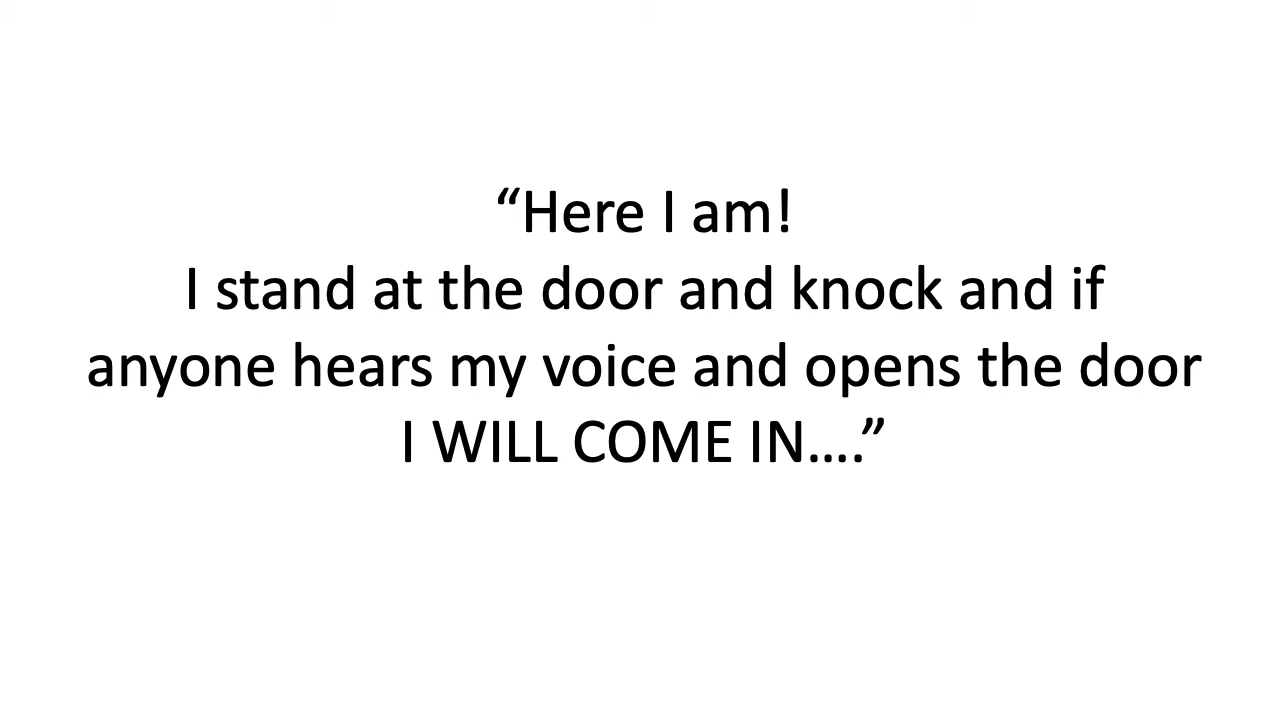 “Here I am!
I stand at the door and knock and if
anyone hears my voice and opens the door
I WILL COME IN....”